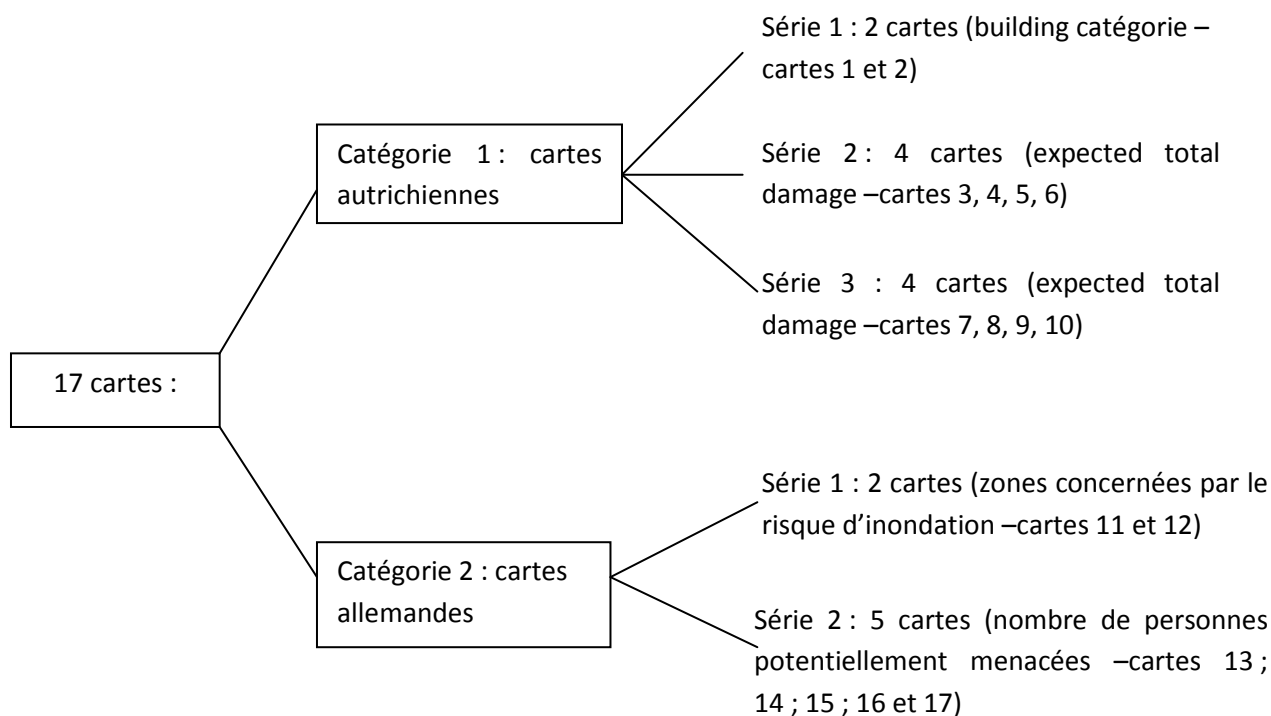 17 cartes :
Catégorie 1 : cartes
autrichiennes
Série 1 : 2 cartes (building catégorie –
cartes 1 et 2)
Série 2 : 4 cartes (expected total
damage –cartes 3, 4, 5, 6)
Série 3 : 4 cartes (expected total
damage –cartes 7, 8, 9, 10)
Catégorie 2 : cartes
allemandes
Série 1 : 2 cartes (zones concernées par le
risque d’inondation –cartes 11 et 12)
Série 2 : 5 cartes (nombre de personnes
potentiellement menacées –cartes 13 ;
14 ; 15 ; 16 et 17)